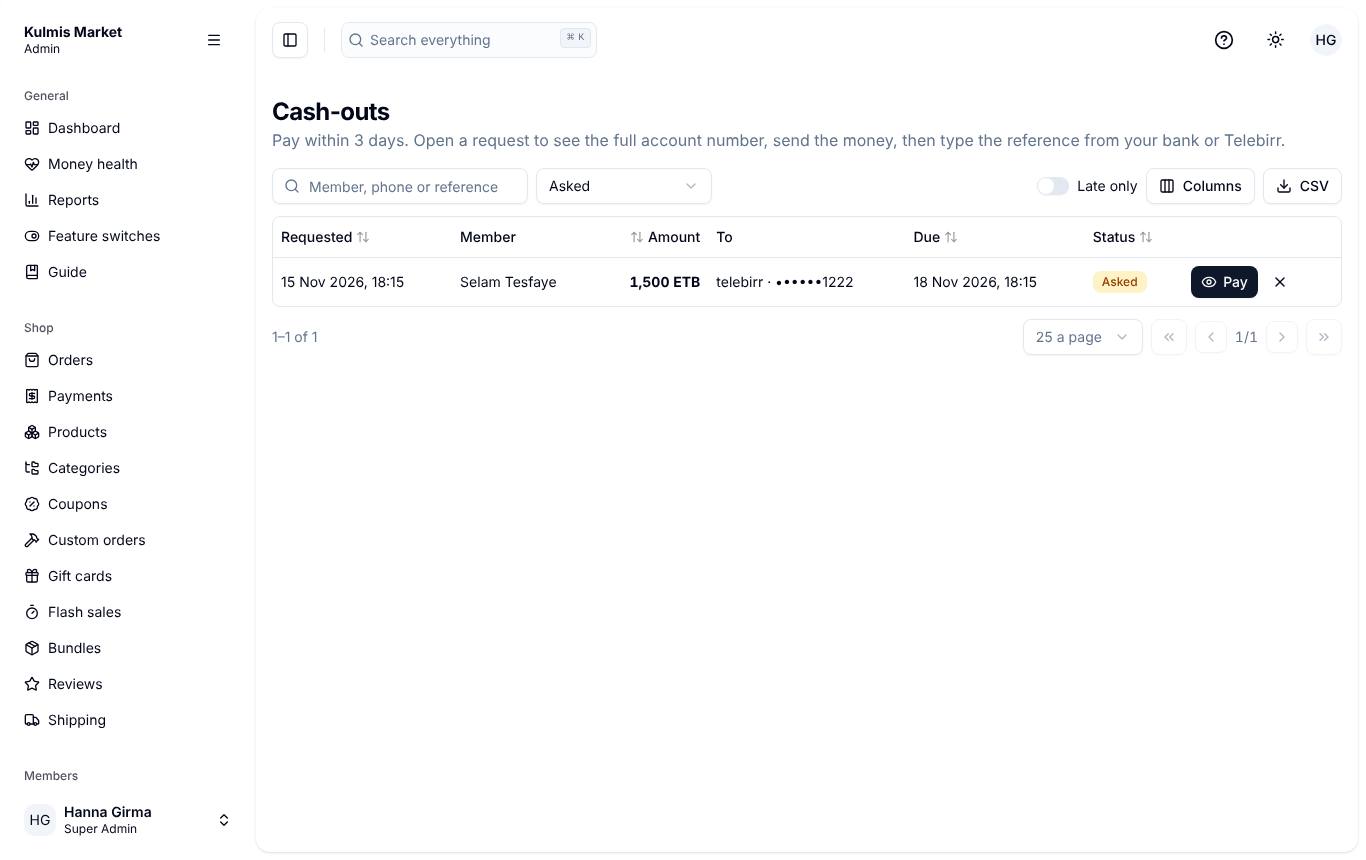 Kulmis Market
Admin
General
Dashboard
Money health
Reports
Feature switches
Guide
Shop
Orders
Payments
Products
Categories
Coupons
Custom orders
Gift cards
Flash sales
Bundles
Reviews
Shipping
Members
HG
Hanna Girma
Super Admin
Search everything
⌘ K
HG
Cash-outs
Pay within 3 days. Open a request to see the full account number, send the money, then type the reference from your bank or Telebirr.
Member, phone or reference
Asked
Late only
Columns
CSV
Requested Member Amount To Due Status
15 Nov 2026, 18:15 Selam Tesfaye 1,500 ETB telebirr · ••••••1222 18 Nov 2026, 18:15 Asked Pay
1–1 of 1
25 a page
1/1